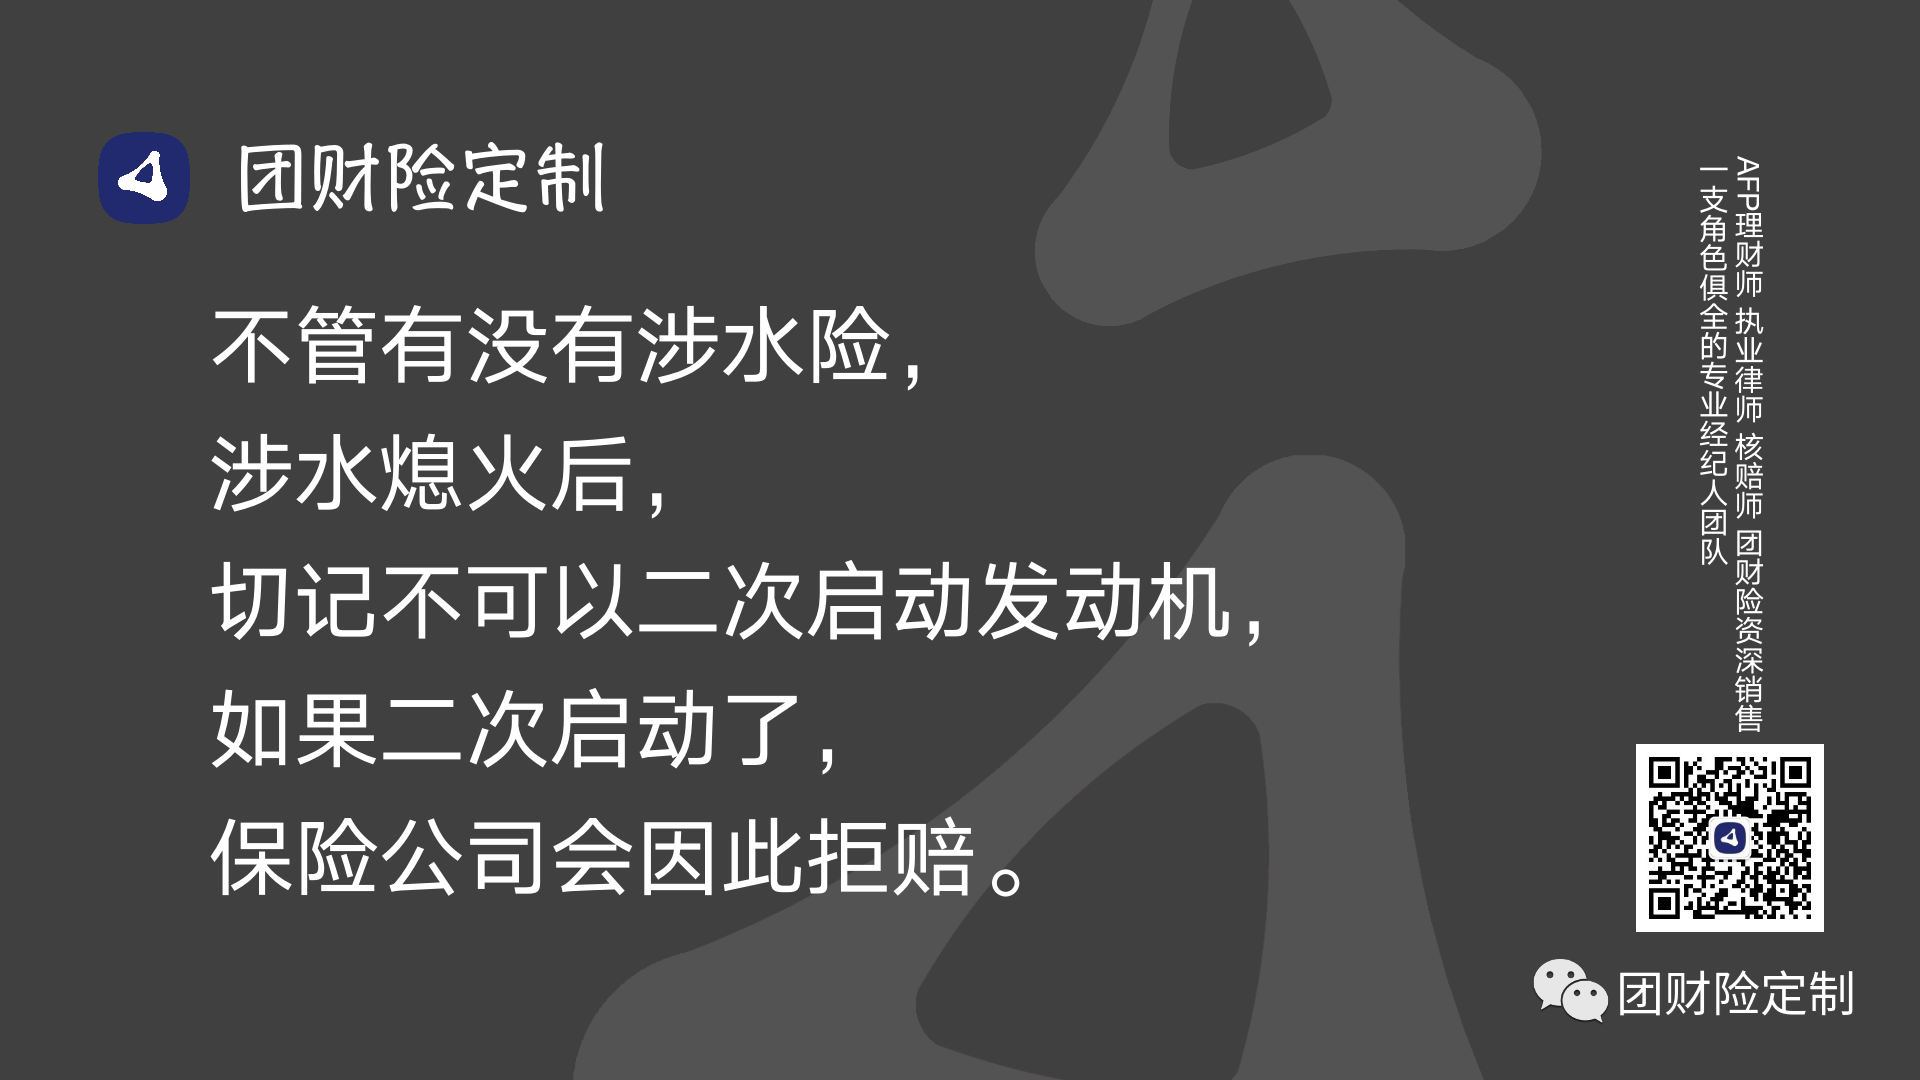 团财险定制
不管有没有涉水险，
涉水熄火后，
切记不可以二次启动发动机，
如果二次启动了，
保险公司会因此拒赔。
AFP理财师 执业律师 核赔师 团财险资深销售
一支角色俱全的专业经纪人团队
团财险定制